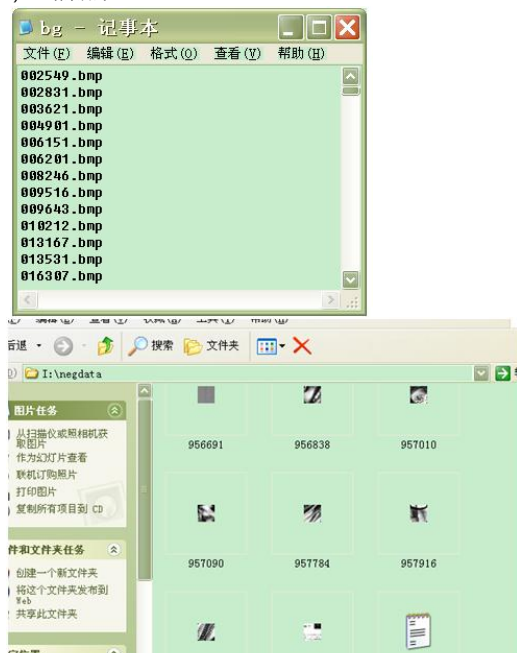 bg - 记事本
文件(F) 编辑(E) 格式(O) 查看(V) 帮助(H)
002549.bmp
002831.bmp
003621.bmp
004901.bmp
006151.bmp
006201.bmp
008246.bmp
009516.bmp
009643.bmp
010212.bmp
013167.bmp
013531.bmp
016307.bmp
后退 搜索 文件夹
I:\negdata
图片任务
从扫描仪或照相机获
取图片
作为幻灯片查看
联机订购照片
打印图片
复制所有项目到 CD
件和文件夹任务
创建一个新文件夹
将这个文件夹发布到
Web
共享此文件夹
956691 956838 957010
957090 957784 957916